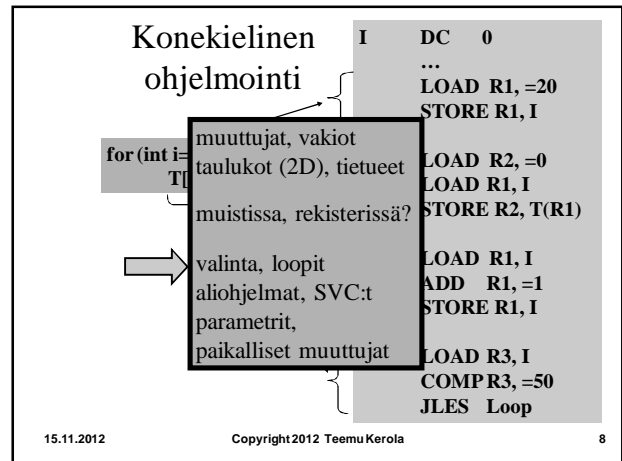 Konekielinen
ohjelmointi
for (int i=
T[
muuttujat, vakiot
taulukot (2D), tietueet
muistissa, rekisterissä?
valinta, loopit
aliohjelmat, SVC:t
parametrit,
paikalliset muuttujat
I DC 0
…
LOAD R1, =20
STORE R1, I
LOAD R2, =0
LOAD R1, I
STORE R2, T(R1)
LOAD R1, I
ADD R1, =1
STORE R1, I
LOAD R3, I
COMP R3, =50
JLES Loop
15.11.2012 Copyright 2012 Teemu Kerola 8